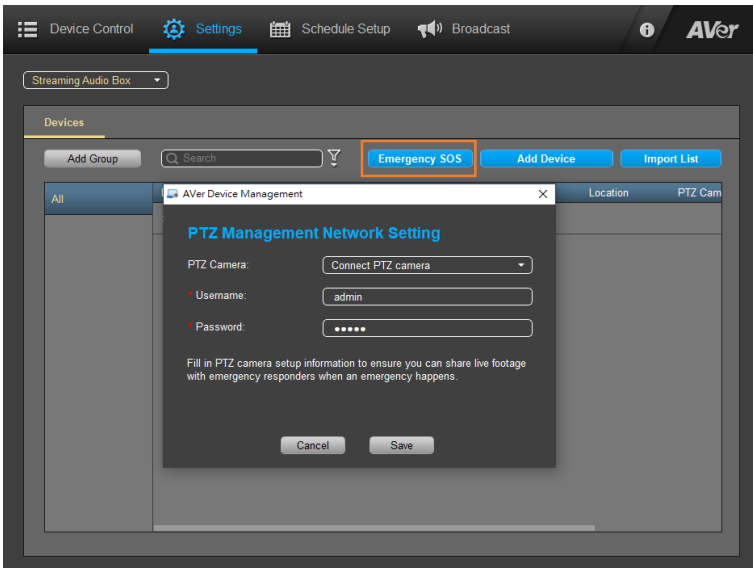 Device Control Settings Schedule Setup Broadcast AVer
Streaming Audio Box
Devices
Add Group Search Emergency SOS Add Device Import List
All Location PTZ Cam
AVer Device Management
PTZ Management Network Setting
PTZ Camera: Connect PTZ camera
* Username: admin
* Password: •••••
Fill in PTZ camera setup information to ensure you can share live footage
with emergency responders when an emergency happens.
Cancel Save